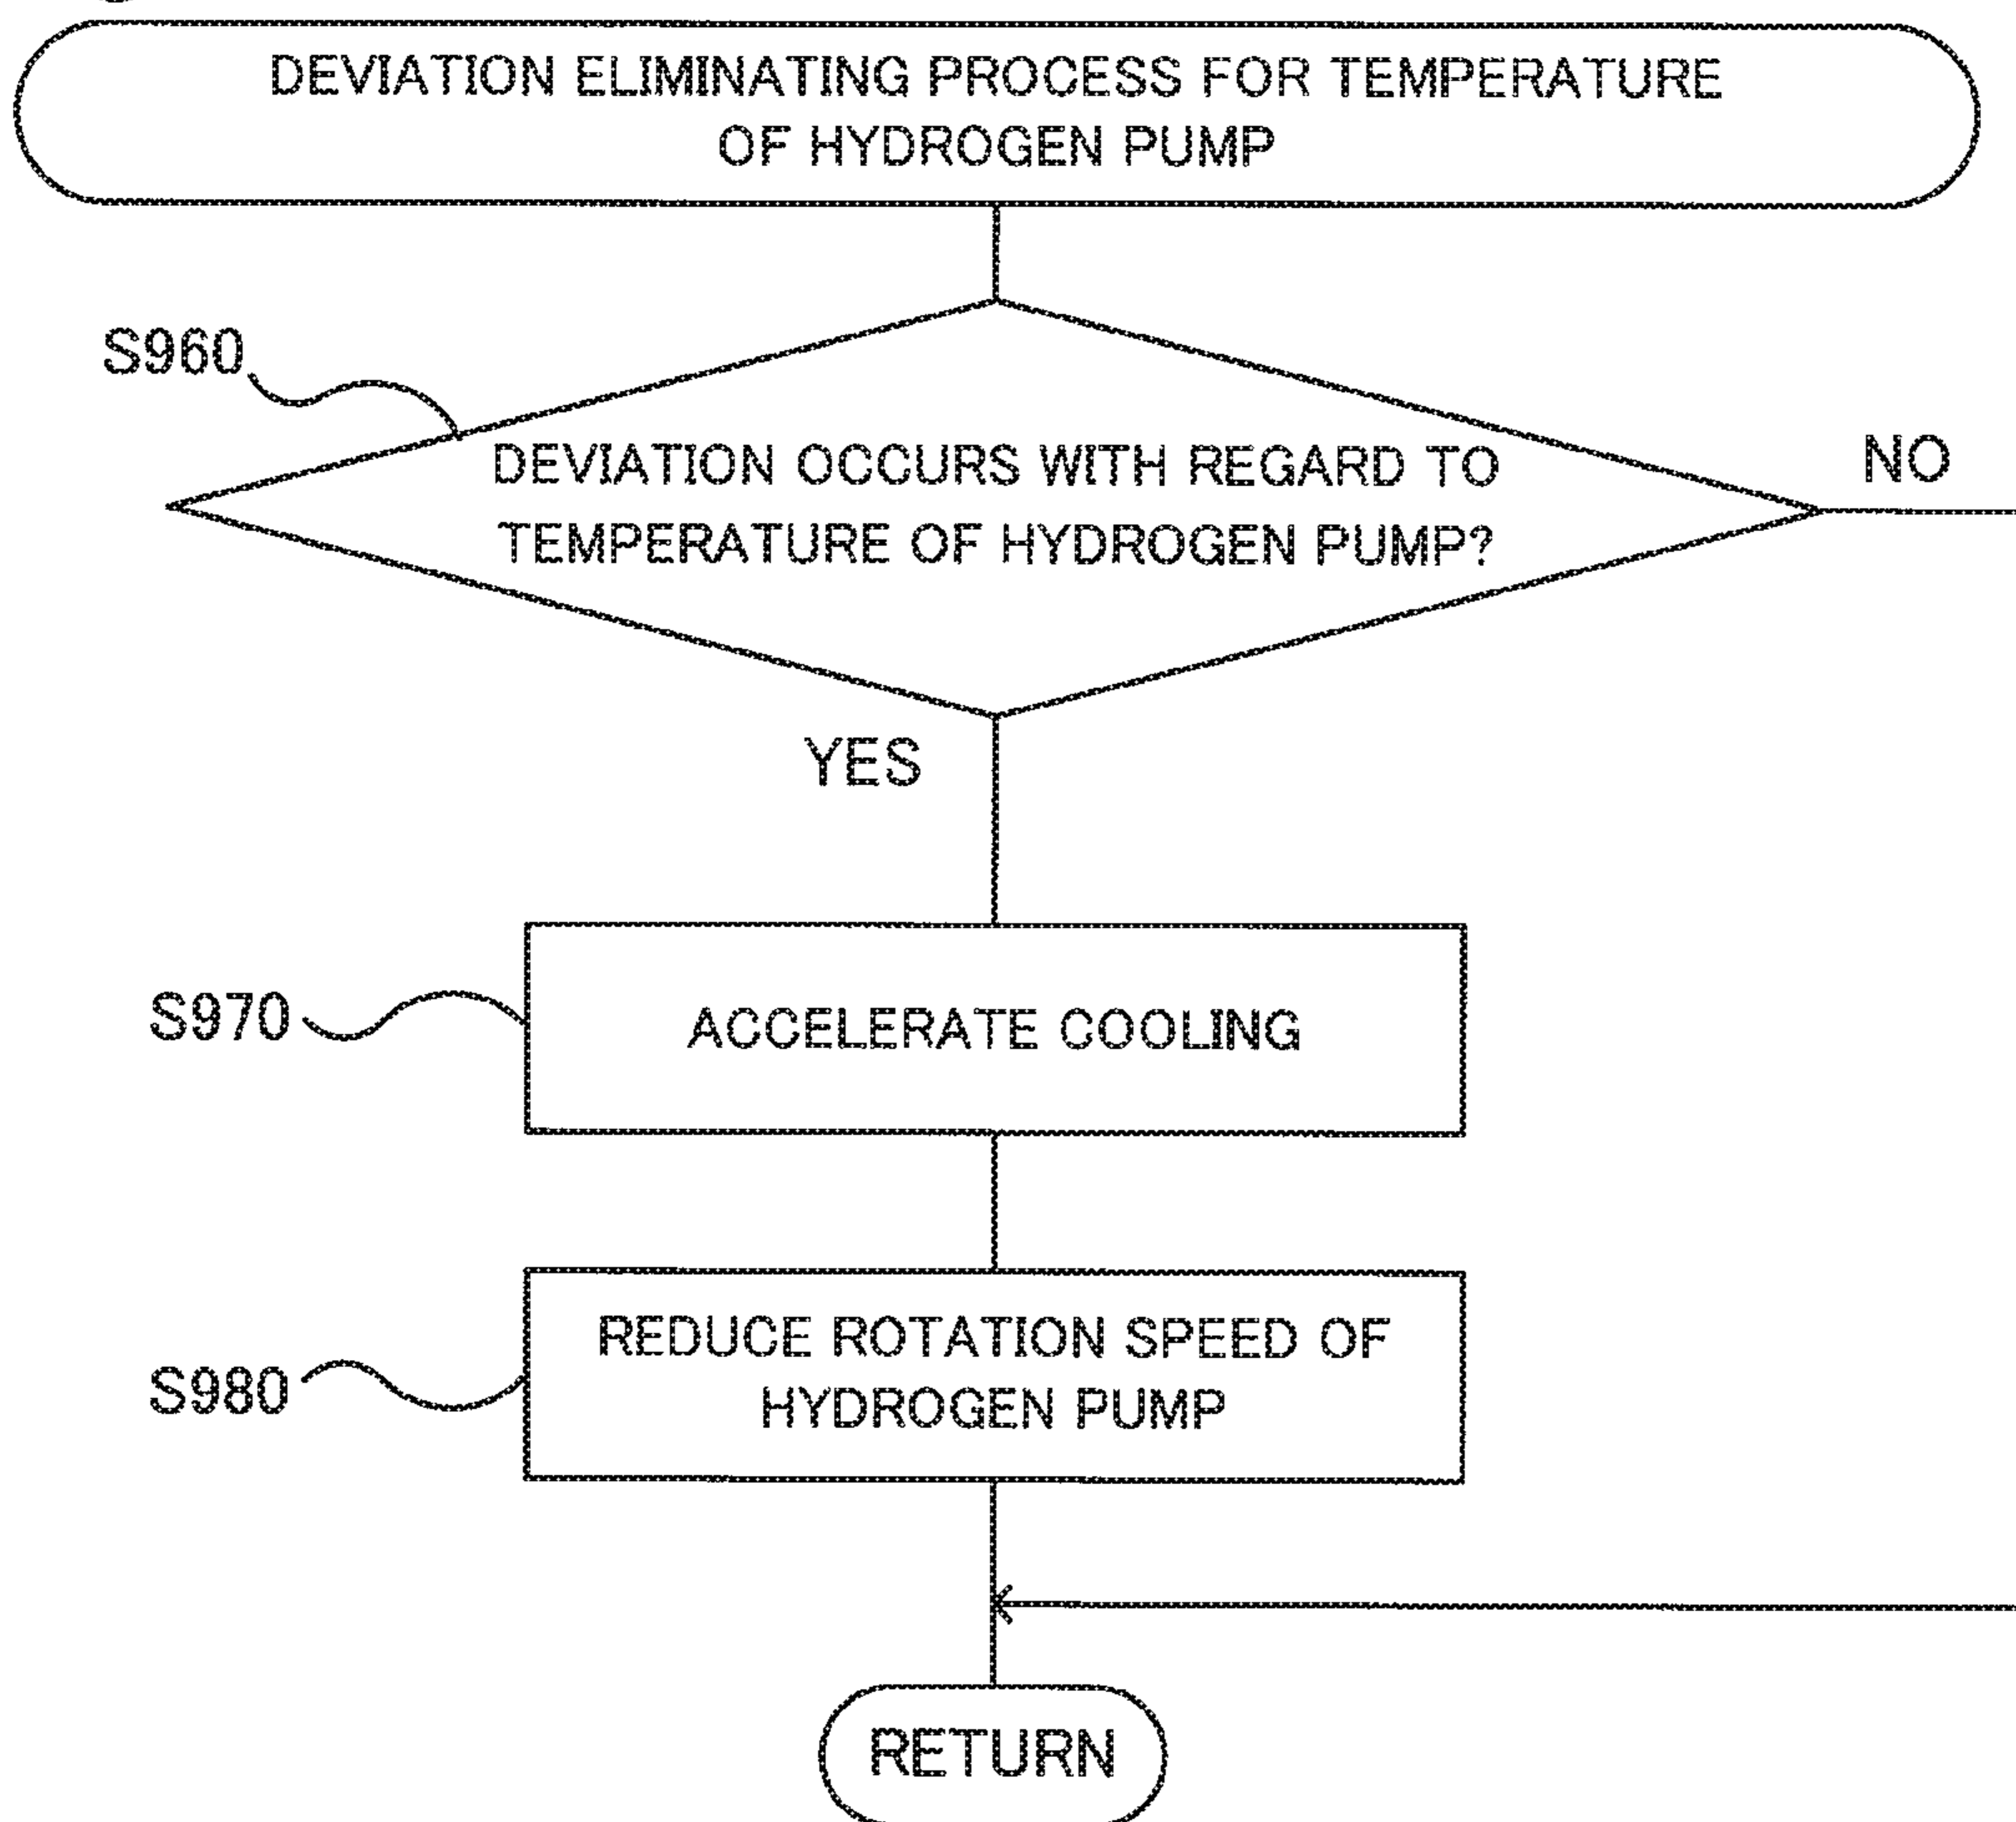 DEVIATION ELIMINATING PROCESS FOR TEMPERATURE
OF HYDROGEN PUMP
S960
DEVIATION OCCURS WITH REGARD TO
TEMPERATURE OF HYDROGEN PUMP?
NO
YES
S970
ACCELERATE COOLING
S980
REDUCE ROTATION SPEED OF
HYDROGEN PUMP
RETURN